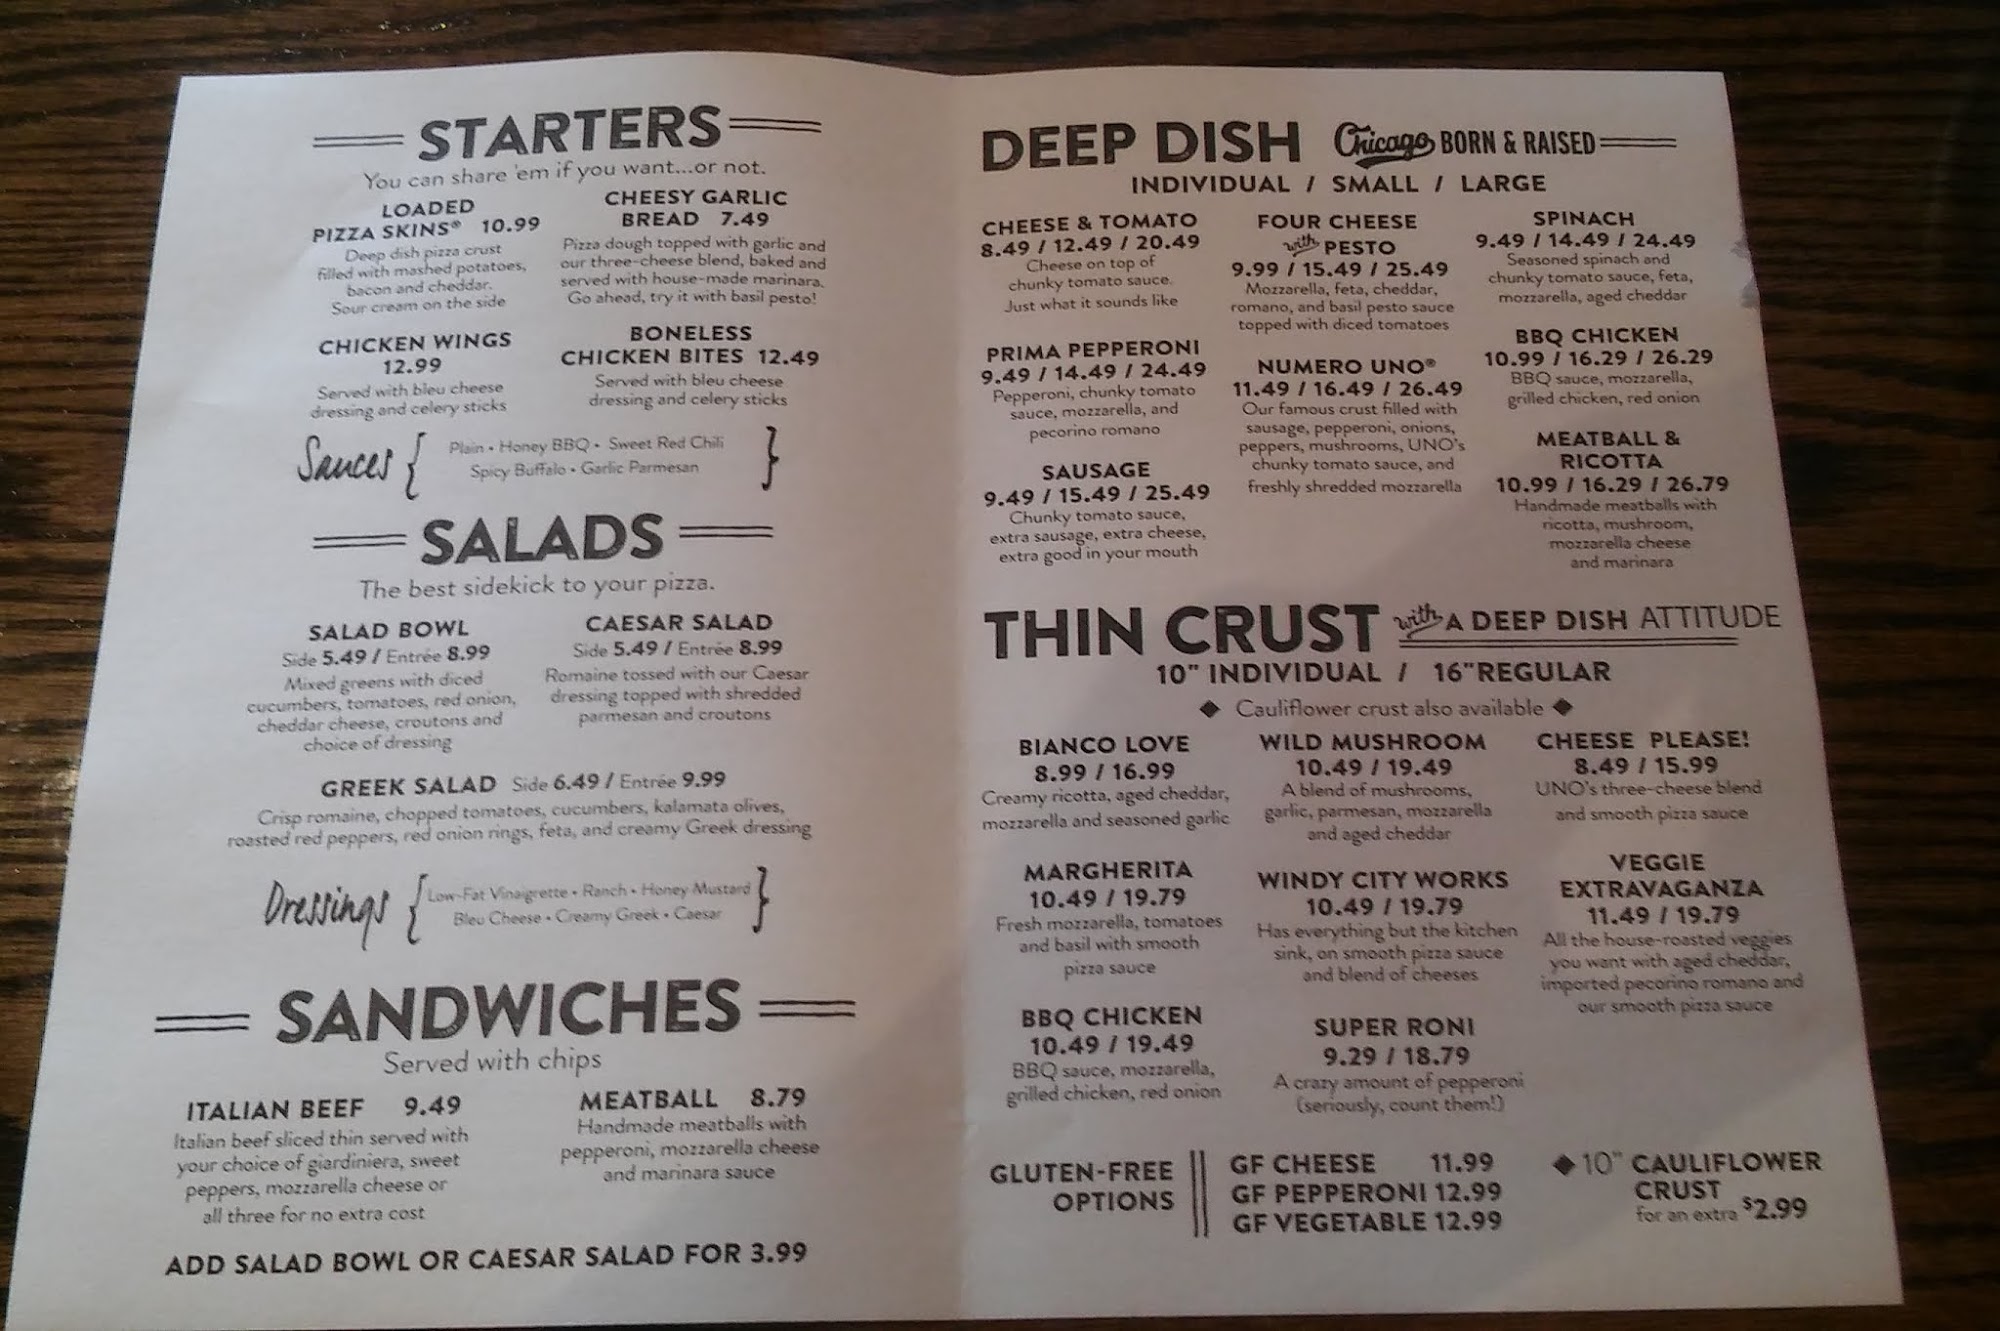 STARTERS
You can share 'em if you want...or not.
LOADED
PIZZA SKINS® 10.99
Deep dish pizza crust
filled with mashed potatoes,
bacon and cheddar.
Sour cream on the side
CHEESY GARLIC
BREAD 7.49
Pizza dough topped with garlic and
our three-cheese blend, baked and
served with house-made marinara.
Go ahead, try it with basil pesto!
CHICKEN WINGS
12.99
Served with bleu cheese
dressing and celery sticks
BONELESS
CHICKEN BITES 12.49
Served with bleu cheese
dressing and celery sticks
Sauces { Plain • Honey BBQ • Sweet Red Chili
Spicy Buffalo • Garlic Parmesan }
SALADS
The best sidekick to your pizza.
SALAD BOWL
Side 5.49 / Entrée 8.99
Mixed greens with diced
cucumbers, tomatoes, red onion,
cheddar cheese, croutons and
choice of dressing
CAESAR SALAD
Side 5.49 / Entrée 8.99
Romaine tossed with our Caesar
dressing topped with shredded
parmesan and croutons
GREEK SALAD Side 6.49 / Entrée 9.99
Crisp romaine, chopped tomatoes, cucumbers, kalamata olives,
roasted red peppers, red onion rings, feta, and creamy Greek dressing
Dressings { Low-Fat Vinaigrette • Ranch • Honey Mustard
Bleu Cheese • Creamy Greek • Caesar }
SANDWICHES
Served with chips
ITALIAN BEEF 9.49
Italian beef sliced thin served with
your choice of giardiniera, sweet
peppers, mozzarella cheese or
all three for no extra cost
MEATBALL 8.79
Handmade meatballs with
pepperoni, mozzarella cheese
and marinara sauce
ADD SALAD BOWL OR CAESAR SALAD FOR 3.99
DEEP DISH Chicago BORN & RAISED
INDIVIDUAL / SMALL / LARGE
CHEESE & TOMATO
8.49 / 12.49 / 20.49
Cheese on top of
chunky tomato sauce.
Just what it sounds like
PRIMA PEPPERONI
9.49 / 14.49 / 24.49
Pepperoni, chunky tomato
sauce, mozzarella, and
pecorino romano
SAUSAGE
9.49 / 15.49 / 25.49
Chunky tomato sauce,
extra sausage, extra cheese,
extra good in your mouth
FOUR CHEESE
with PESTO
9.99 / 15.49 / 25.49
Mozzarella, feta, cheddar,
romano, and basil pesto sauce
topped with diced tomatoes
NUMERO UNO®
11.49 / 16.49 / 26.49
Our famous crust filled with
sausage, pepperoni, onions,
peppers, mushrooms, UNO's
chunky tomato sauce, and
freshly shredded mozzarella
SPINACH
9.49 / 14.49 / 24.49
Seasoned spinach and
chunky tomato sauce, feta,
mozzarella, aged cheddar
BBQ CHICKEN
10.99 / 16.29 / 26.29
BBQ sauce, mozzarella,
grilled chicken, red onion
MEATBALL &
RICOTTA
10.99 / 16.29 / 26.79
Handmade meatballs with
ricotta, mushroom,
mozzarella cheese
and marinara
THIN CRUST with A DEEP DISH ATTITUDE
10" INDIVIDUAL / 16" REGULAR
◆ Cauliflower crust also available ◆
BIANCO LOVE
8.99 / 16.99
Creamy ricotta, aged cheddar,
mozzarella and seasoned garlic
MARGHERITA
10.49 / 19.79
Fresh mozzarella, tomatoes
and basil with smooth
pizza sauce
BBQ CHICKEN
10.49 / 19.49
BBQ sauce, mozzarella,
grilled chicken, red onion
WILD MUSHROOM
10.49 / 19.49
A blend of mushrooms,
garlic, parmesan, mozzarella
and aged cheddar
WINDY CITY WORKS
10.49 / 19.79
Has everything but the kitchen
sink, on smooth pizza sauce
and blend of cheeses
SUPER RONI
9.29 / 18.79
A crazy amount of pepperoni
(seriously, count them!)
CHEESE PLEASE!
8.49 / 15.99
UNO's three-cheese blend
and smooth pizza sauce
VEGGIE
EXTRAVAGANZA
11.49 / 19.79
All the house-roasted veggies
you want with aged cheddar,
imported pecorino romano and
our smooth pizza sauce
GLUTEN-FREE
OPTIONS
GF CHEESE 11.99
GF PEPPERONI 12.99
GF VEGETABLE 12.99
◆ 10" CAULIFLOWER
CRUST
for an extra $2.99